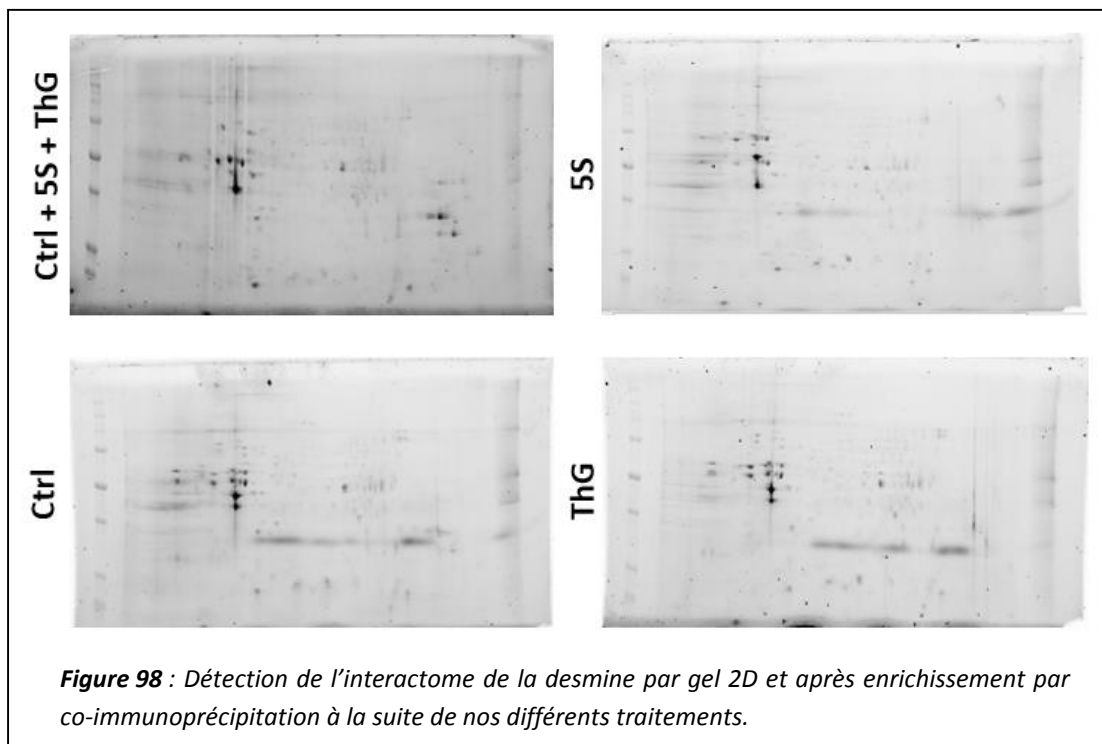 Ctrl + 5S + ThG
5S
Ctrl
ThG
Figure 98 : Détection de l'interactome de la desmine par gel 2D et après enrichissement par
co-immunoprécipitation à la suite de nos différents traitements.